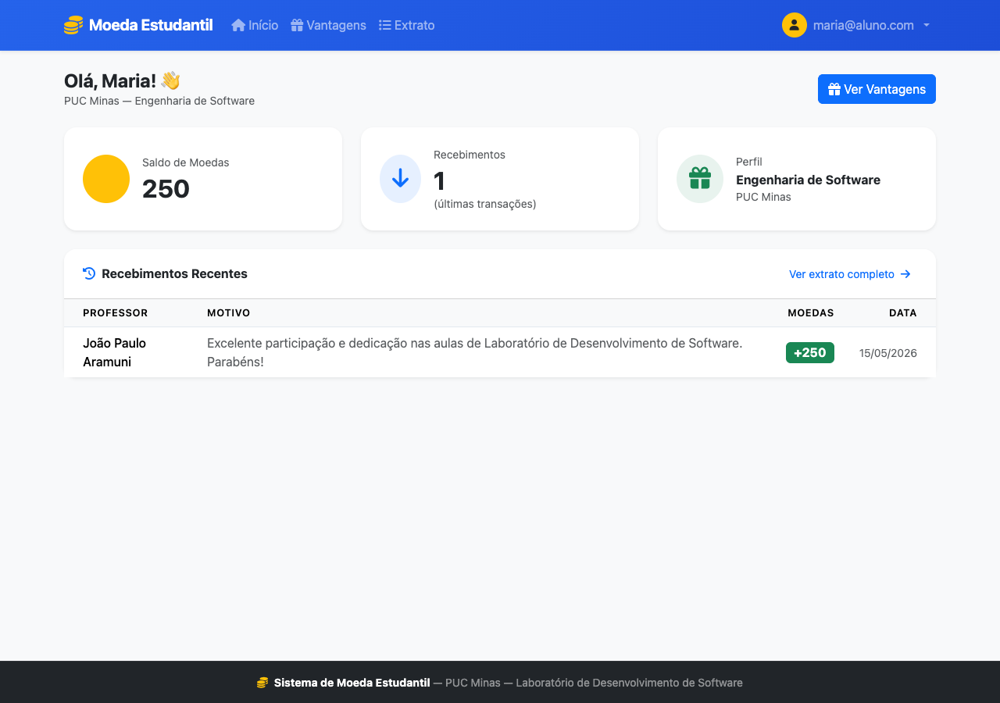 Moeda Estudantil Início Vantagens Extrato maria@aluno.com
Olá, Maria! 👋
PUC Minas — Engenharia de Software
Ver Vantagens
Saldo de Moedas
250
Recebimentos
1
(últimas transações)
Perfil
Engenharia de Software
PUC Minas
Recebimentos Recentes
Ver extrato completo →
PROFESSOR MOTIVO MOEDAS DATA
João Paulo
Aramuni
Excelente participação e dedicação nas aulas de Laboratório de Desenvolvimento de Software.
Parabéns!
+250
15/05/2026
Sistema de Moeda Estudantil — PUC Minas — Laboratório de Desenvolvimento de Software